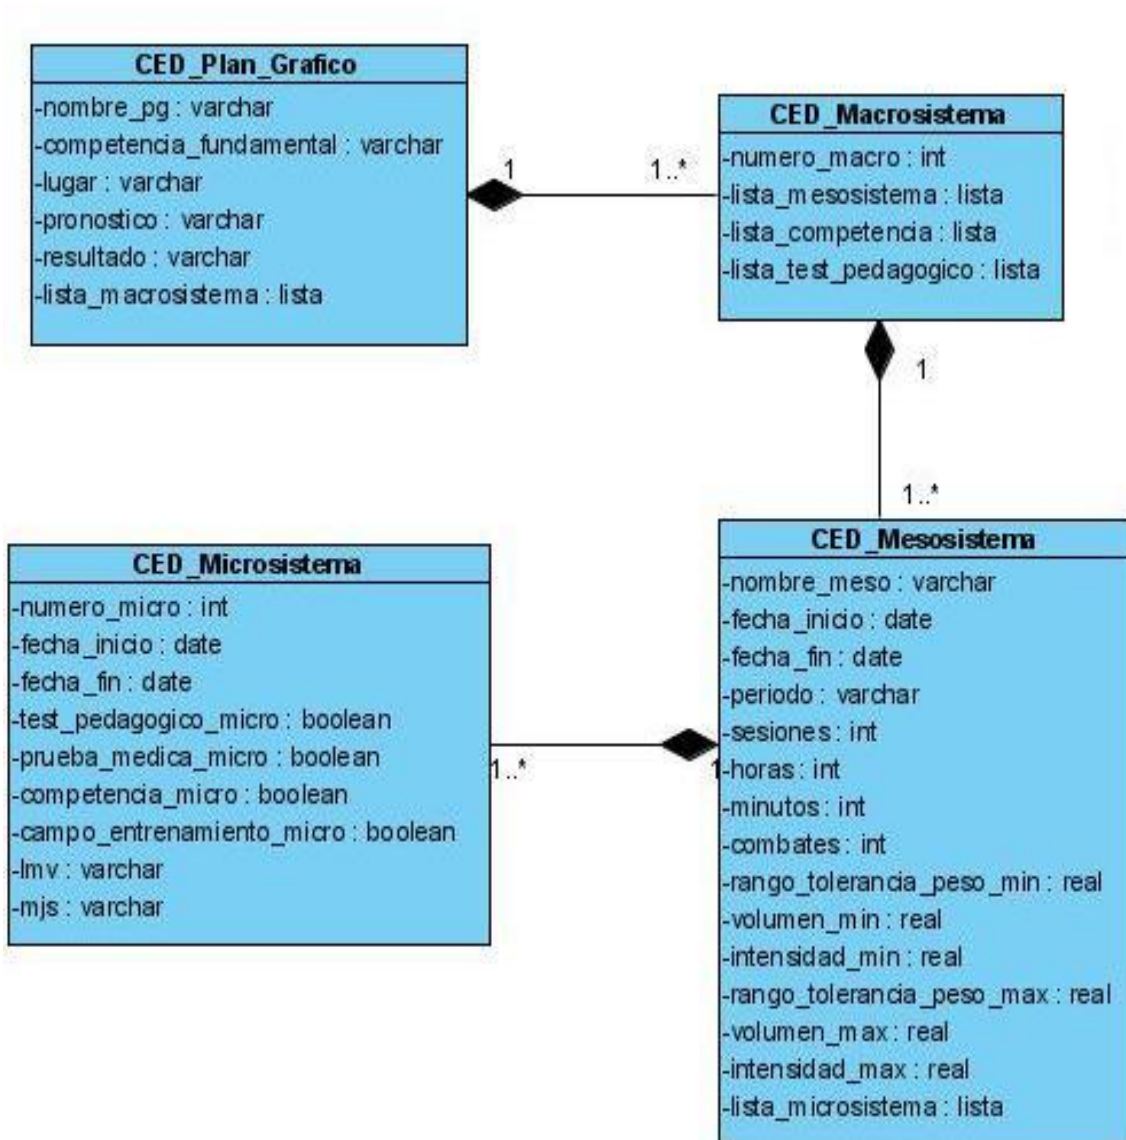 CED_Plan_Grafico
-nombre_pg : varchar
-competencia_fundamental : varchar
-lugar : varchar
-pronostico : varchar
-resultado : varchar
-lista_macrosistema : lista
1
1..*
CED_Macrosistema
-numero_macro : int
-lista_mesosistema : lista
-lista_competencia : lista
-lista_test_pedagogico : lista
1
1..*
CED_Microsistema
-numero_micro : int
-fecha_inicio : date
-fecha_fin : date
-test_pedagogico_micro : boolean
-prueba_medica_micro : boolean
-competencia_micro : boolean
-campo_entrenamiento_micro : boolean
-lmv : varchar
-mjs : varchar
1..*
1
CED_Mesosistema
-nombre_meso : varchar
-fecha_inicio : date
-fecha_fin : date
-periodo : varchar
-sesiones : int
-horas : int
-minutos : int
-combates : int
-rango_tolerancia_peso_min : real
-volumen_min : real
-intensidad_min : real
-rango_tolerancia_peso_max : real
-volumen_max : real
-intensidad_max : real
-lista_microsistema : lista